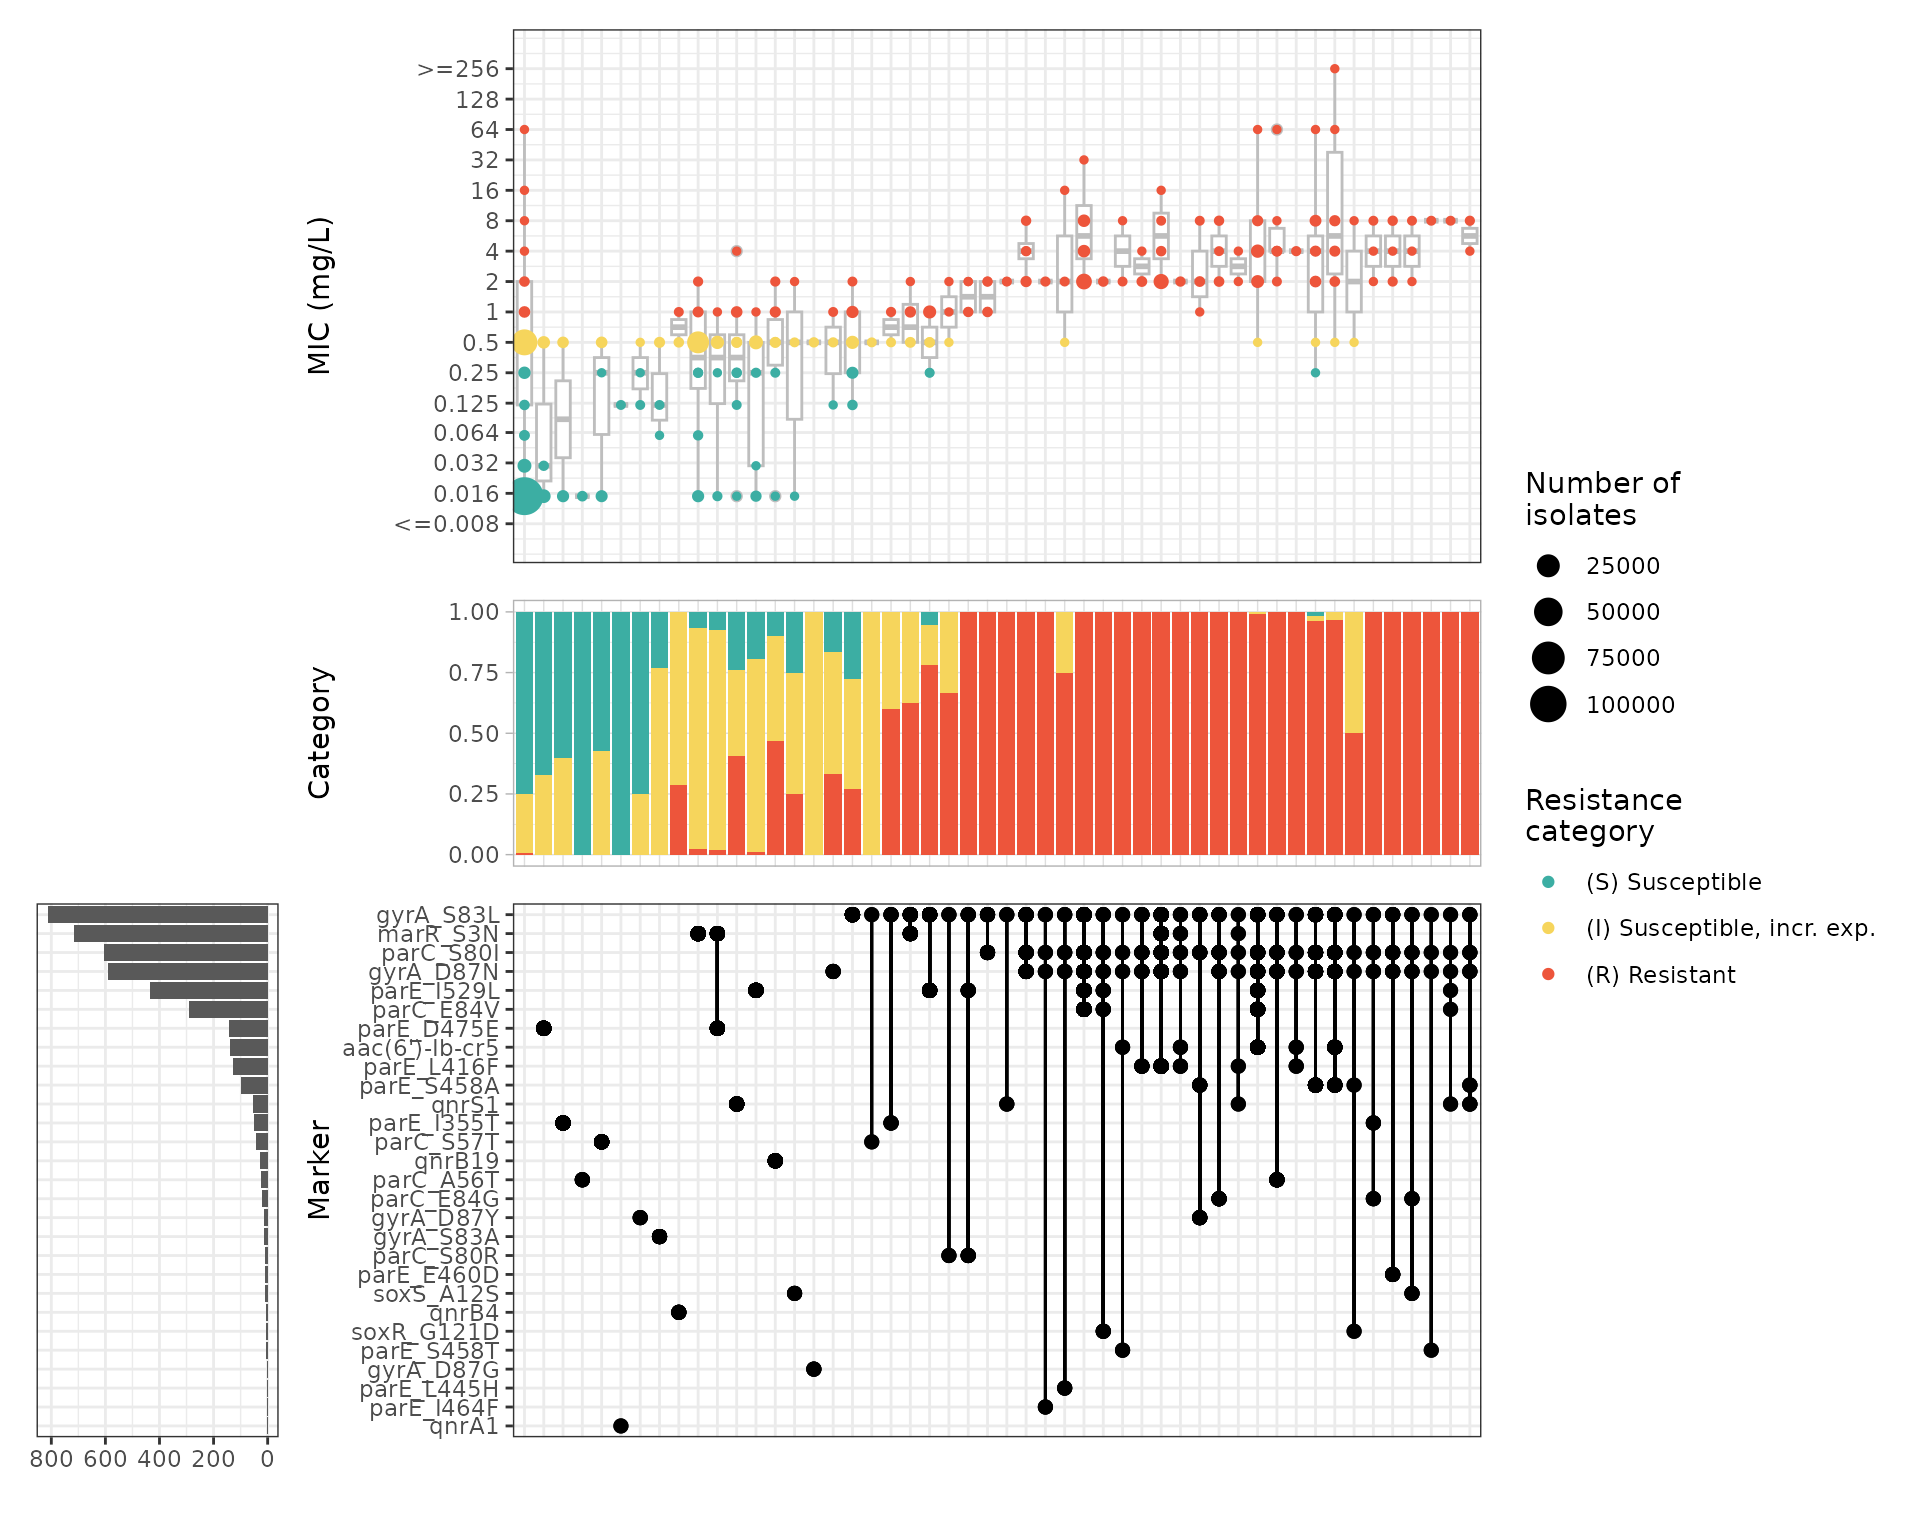 MIC (mg/L)
>=256
128
64
32
16
8
4
2
1
0.5
0.25
0.125
0.064
0.032
0.016
<=0.008
Category
1.00
0.75
0.50
0.25
0.00
Marker
gyrA_S83L
marR_S3N
parC_S80I
gyrA_D87N
parE_I529L
parC_E84V
parE_D475E
aac(6')-Ib-cr5
parE_L416F
parE_S458A
qnrS1
parE_I355T
parC_S57T
qnrB19
parC_A56T
parC_E84G
gyrA_D87Y
gyrA_S83A
parC_S80R
parE_E460D
soxS_A12S
qnrB4
soxR_G121D
parE_S458T
gyrA_D87G
parE_L445H
parE_I464F
qnrA1
800 600 400 200 0
Number of
isolates
25000
50000
75000
100000
Resistance
category
(S) Susceptible
(I) Susceptible, incr. exp.
(R) Resistant